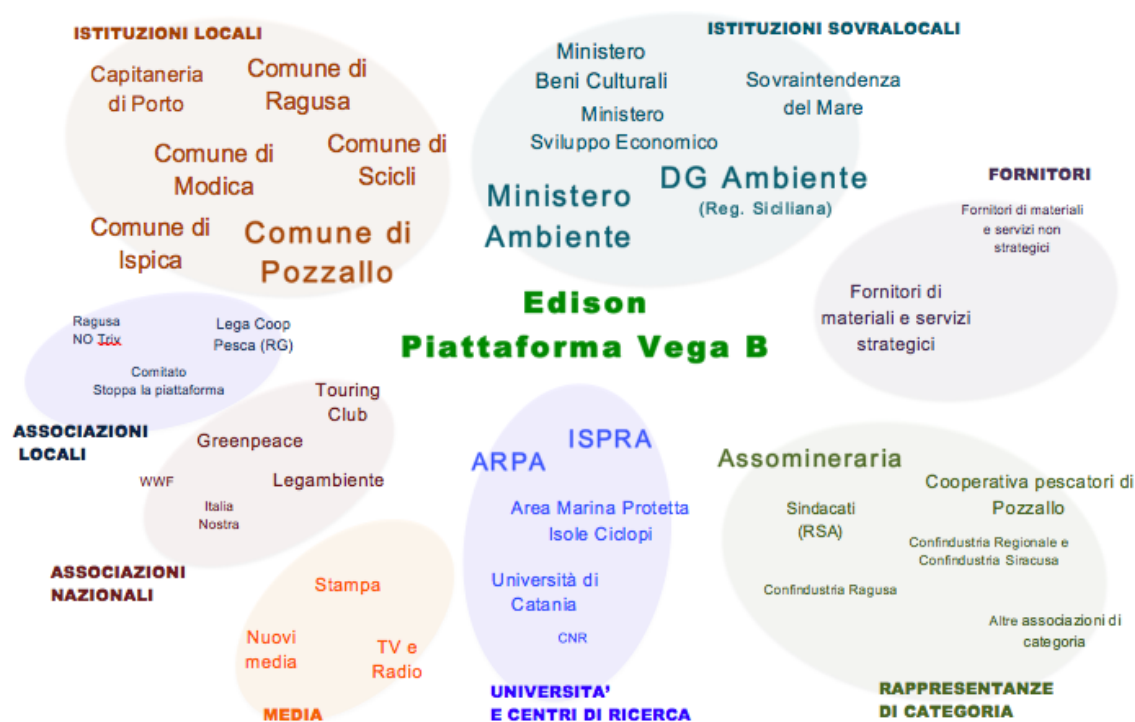 ISTITUZIONI LOCALI
Capitaneria
di Porto
Comune di
Ragusa
Comune di
Modica
Comune di
Scicli
Comune di
Ispica
Comune di
Pozzallo
ISTITUZIONI SOVRALOCALI
Ministero
Beni Culturali
Sovraintendenza
del Mare
Ministero
Sviluppo Economico
DG Ambiente
(Reg. Siciliana)
Ministero
Ambiente
FORNITORI
Fornitori di materiali
e servizi non
strategici
Fornitori di
materiali e servizi
strategici
Edison
Piattaforma Vega B
Ragusa
NO Triv
Lega Coop
Pesca (RG)
Comitato
Stoppa la piattaforma
ASSOCIAZIONI
LOCALI
Touring
Club
Greenpeace
WWF
Legambiente
Italia
Nostra
ASSOCIAZIONI
NAZIONALI
Stampa
Nuovi
media
TV e
Radio
MEDIA
ISPRA
ARPA
Area Marina Protetta
Isole Ciclopi
Università di
Catania
CNR
UNIVERSITA'
E CENTRI DI RICERCA
Assomineraria
Cooperativa pescatori di
Pozzallo
Sindacati
(RSA)
Confindustria Regionale e
Confindustria Siracusa
Confindustria Ragusa
Altre associazioni di
categoria
RAPPRESENTANZE
DI CATEGORIA